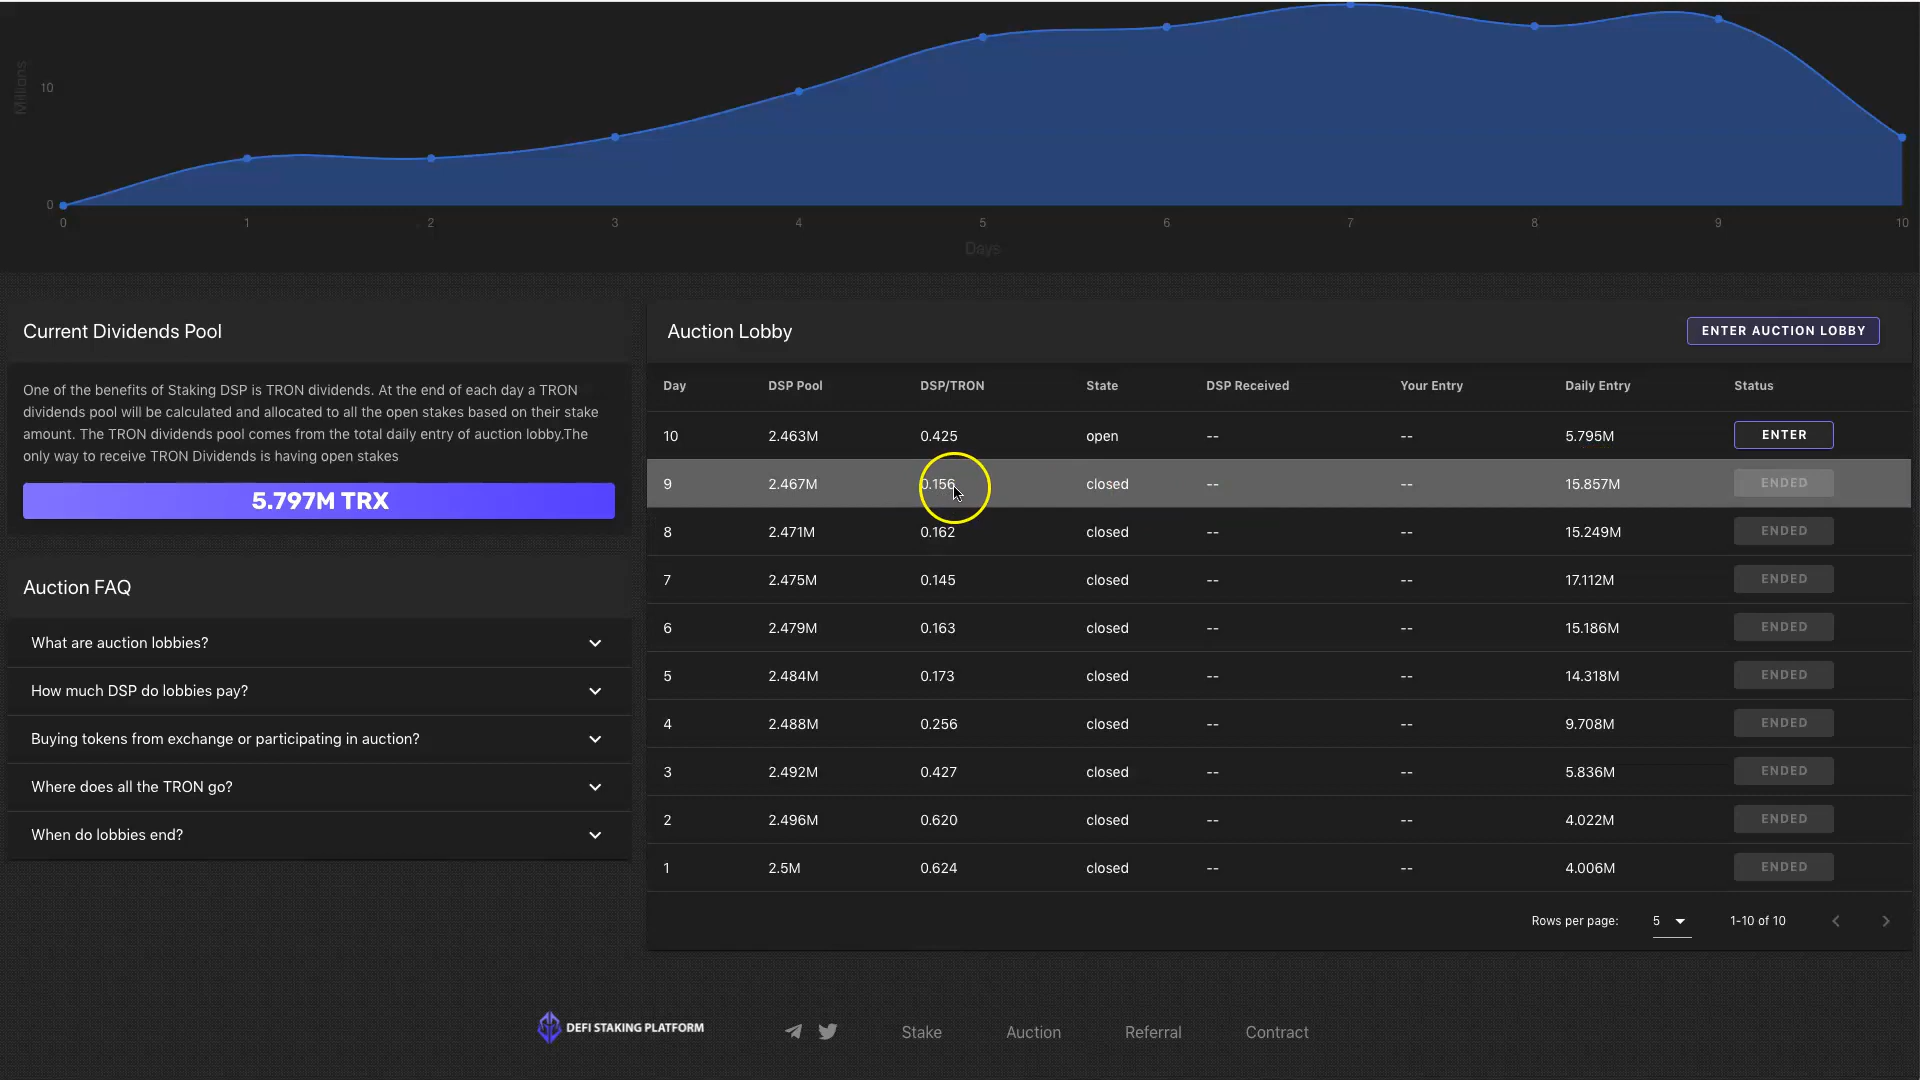 Millions
10
0
0 1 2 3 4 5 6 7 8 9 10
Days
Current Dividends Pool
One of the benefits of Staking DSP is TRON dividends. At the end of each day a TRON
dividends pool will be calculated and allocated to all the open stakes based on their stake
amount. The TRON dividends pool comes from the total daily entry of auction lobby.The
only way to receive TRON Dividends is having open stakes
5.797M TRX
Auction FAQ
What are auction lobbies?
How much DSP do lobbies pay?
Buying tokens from exchange or participating in auction?
Where does all the TRON go?
When do lobbies end?
Auction Lobby ENTER AUCTION LOBBY
Day DSP Pool DSP/TRON State DSP Received Your Entry Daily Entry Status
10 2.463M 0.425 open -- -- 5.795M ENTER
9 2.467M 0.156 closed -- -- 15.857M ENDED
8 2.471M 0.162 closed -- -- 15.249M ENDED
7 2.475M 0.145 closed -- -- 17.112M ENDED
6 2.479M 0.163 closed -- -- 15.186M ENDED
5 2.484M 0.173 closed -- -- 14.318M ENDED
4 2.488M 0.256 closed -- -- 9.708M ENDED
3 2.492M 0.427 closed -- -- 5.836M ENDED
2 2.496M 0.620 closed -- -- 4.022M ENDED
1 2.5M 0.624 closed -- -- 4.006M ENDED
Rows per page: 5 1-10 of 10
DEFI STAKING PLATFORM Stake Auction Referral Contract